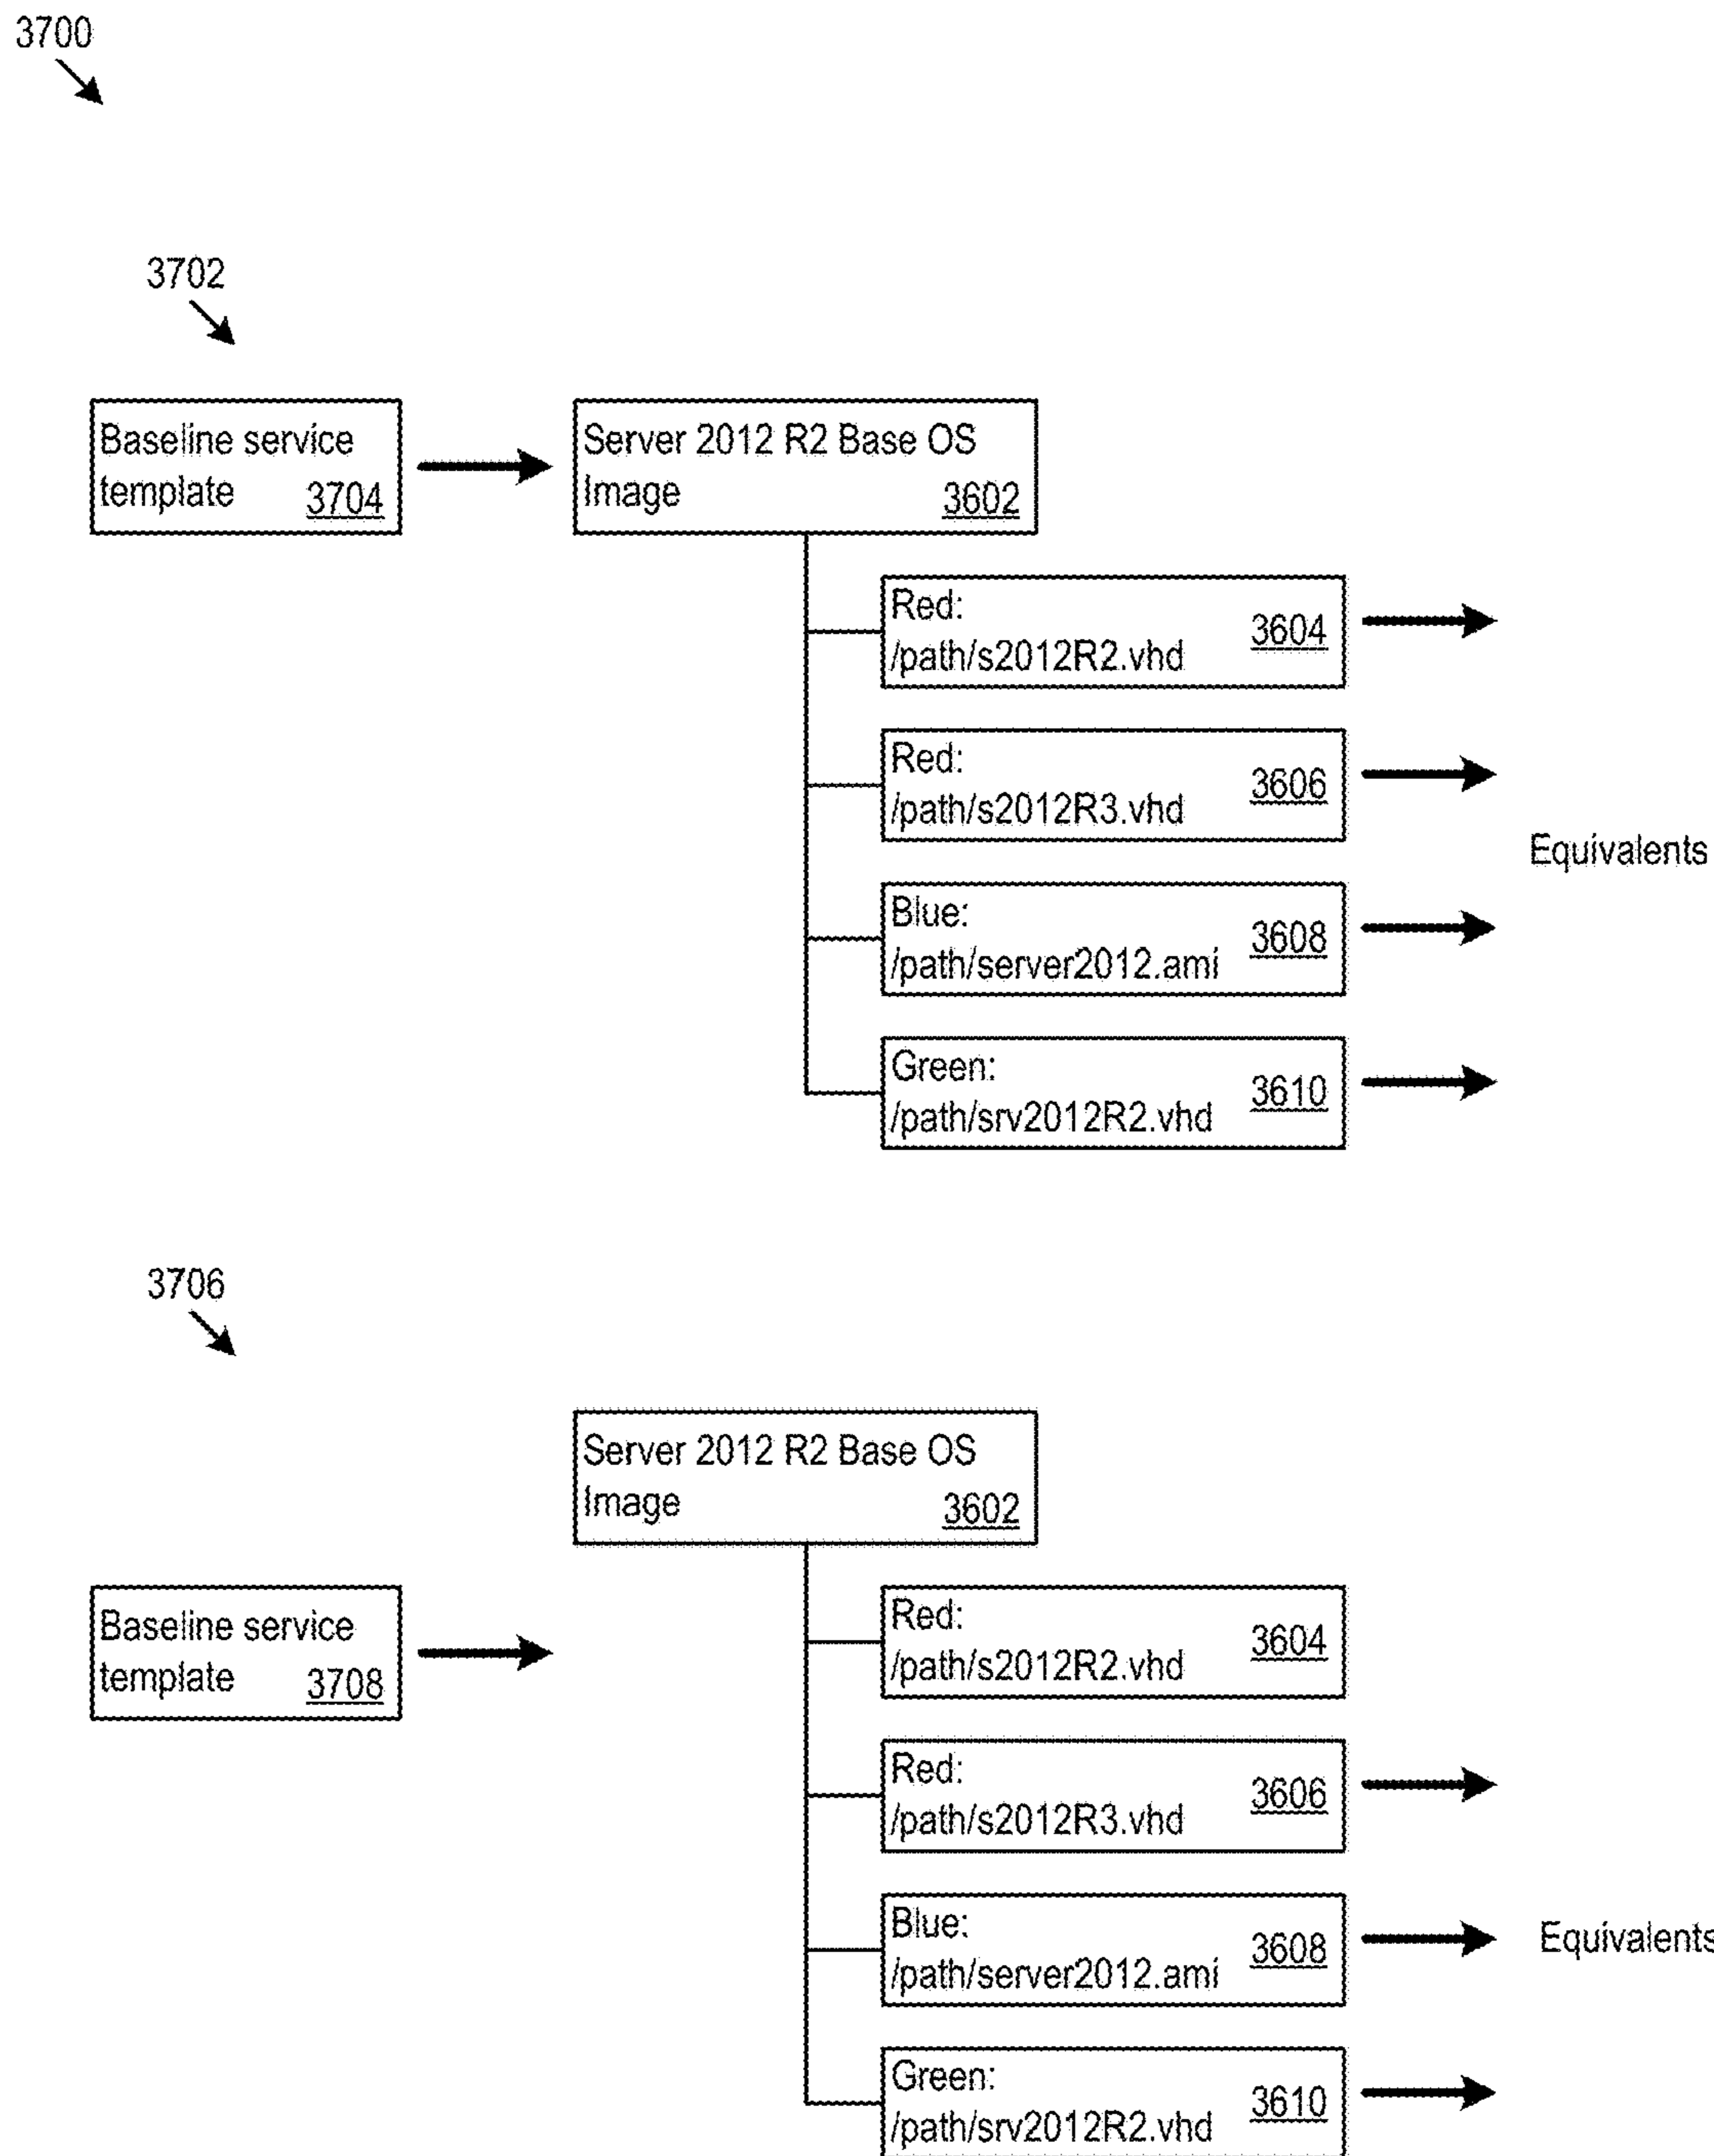 3700
3702
Baseline service
template 3704
Server 2012 R2 Base OS
Image 3602
Red:
/path/s2012R2.vhd 3604
Red:
/path/s2012R3.vhd 3606
Equivalents
Blue:
/path/server2012.ami 3608
Green:
/path/srv2012R2.vhd 3610
3706
Server 2012 R2 Base OS
Image 3602
Baseline service
template 3708
Red:
/path/s2012R2.vhd 3604
Red:
/path/s2012R3.vhd 3606
Blue:
/path/server2012.ami 3608
Equivalents
Green:
/path/srv2012R2.vhd 3610